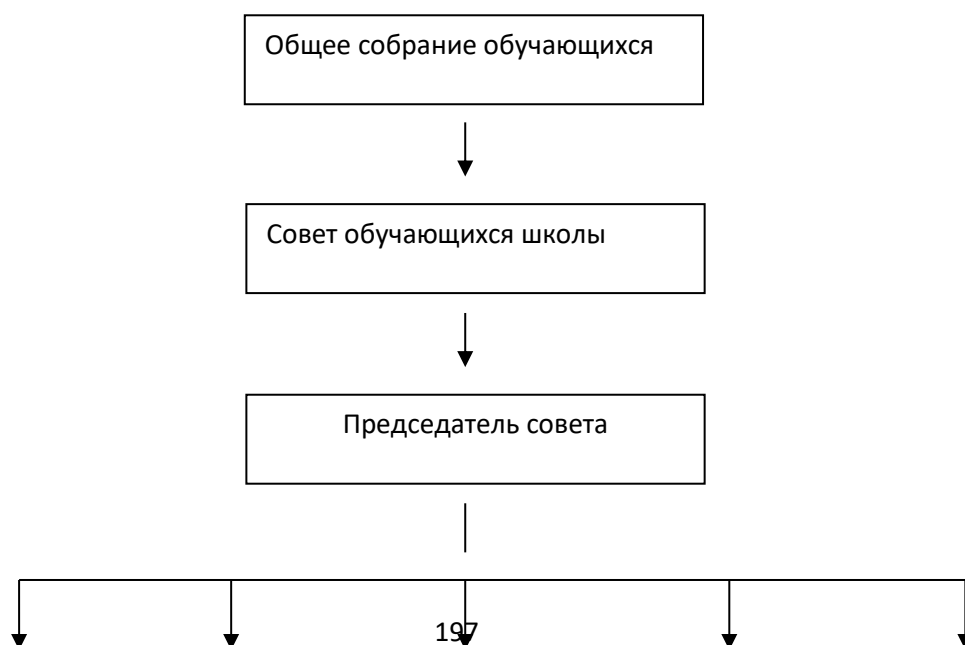 Общее собрание обучающихся
Совет обучающихся школы
Председатель совета
197